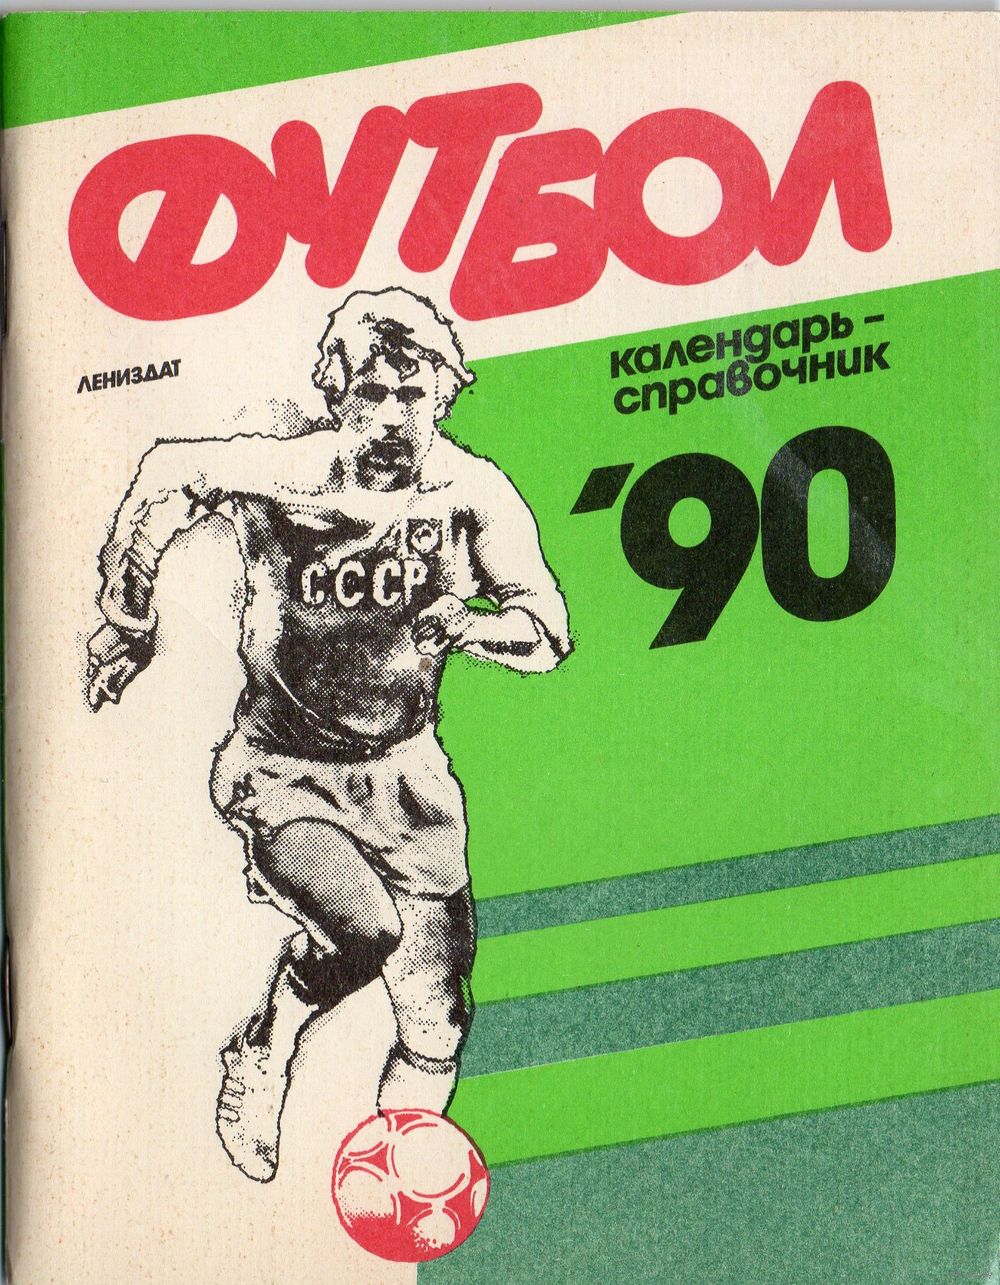 ФУТБОЛ
ЛЕНИЗДАТ
календарь –
справочник
'90
СССР